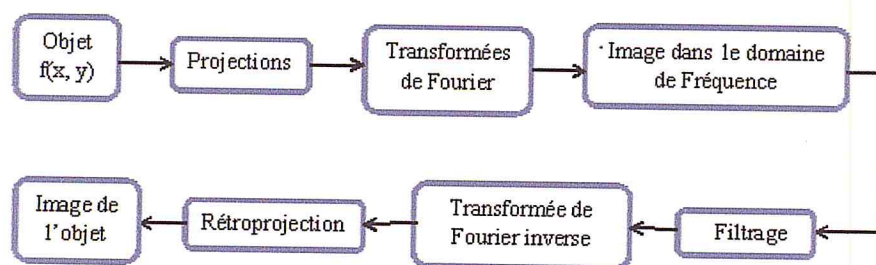 Objet
f(x, y)
Projections
Transformées
de Fourier
Image dans le domaine
de Fréquence
Filtrage
Transformée de
Fourier inverse
Rétroprojection
Image de
l'objet